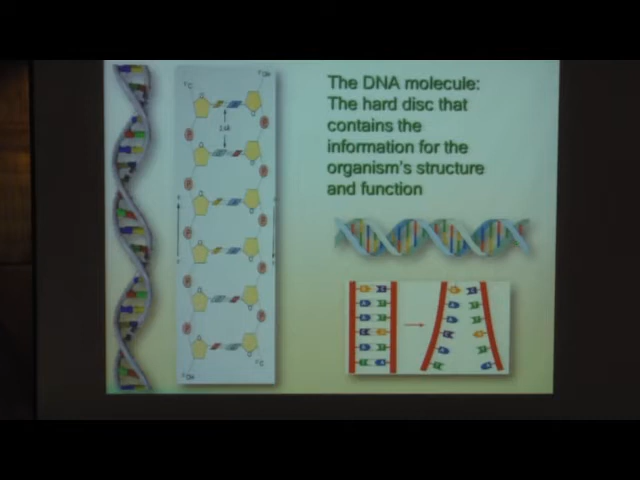 The DNA molecule:
The hard disc that
contains the
information for the
organism's structure
and function